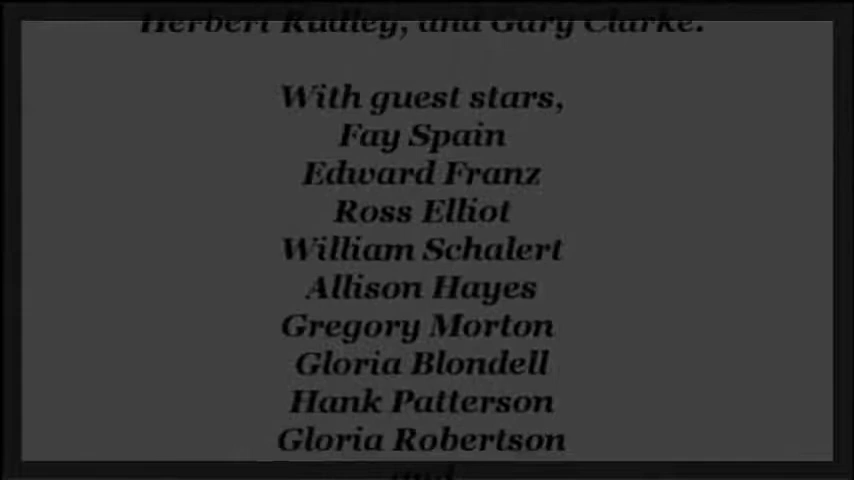 Herbert Rudley, and Gary Clarke.
With guest stars,
Fay Spain
Edward Franz
Ross Elliot
William Schalert
Allison Hayes
Gregory Morton
Gloria Blondell
Hank Patterson
Gloria Robertson
and